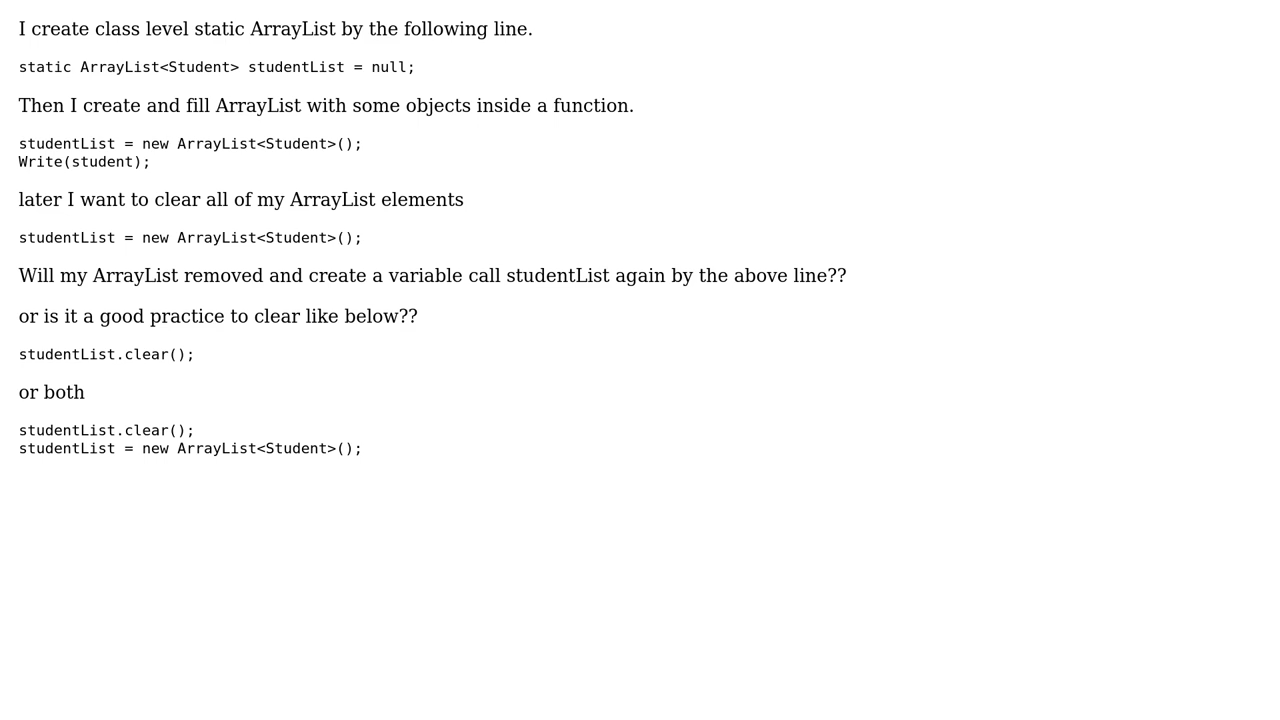 I create class level static ArrayList by the following line.
static ArrayList<Student> studentList = null;
Then I create and fill ArrayList with some objects inside a function.
studentList = new ArrayList<Student>();
Write(student);
later I want to clear all of my ArrayList elements
studentList = new ArrayList<Student>();
Will my ArrayList removed and create a variable call studentList again by the above line??
or is it a good practice to clear like below??
studentList.clear();
or both
studentList.clear();
studentList = new ArrayList<Student>();